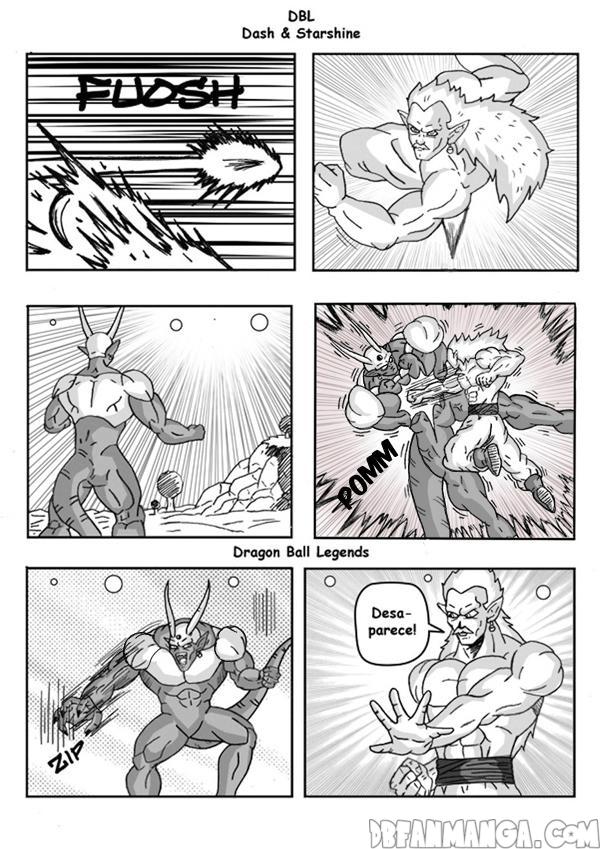 DBL
Dash & Starshine
FUOSH
POMM
Dragon Ball Legends
ZIP
Desa-
parece!
DBFANMANGA.COM